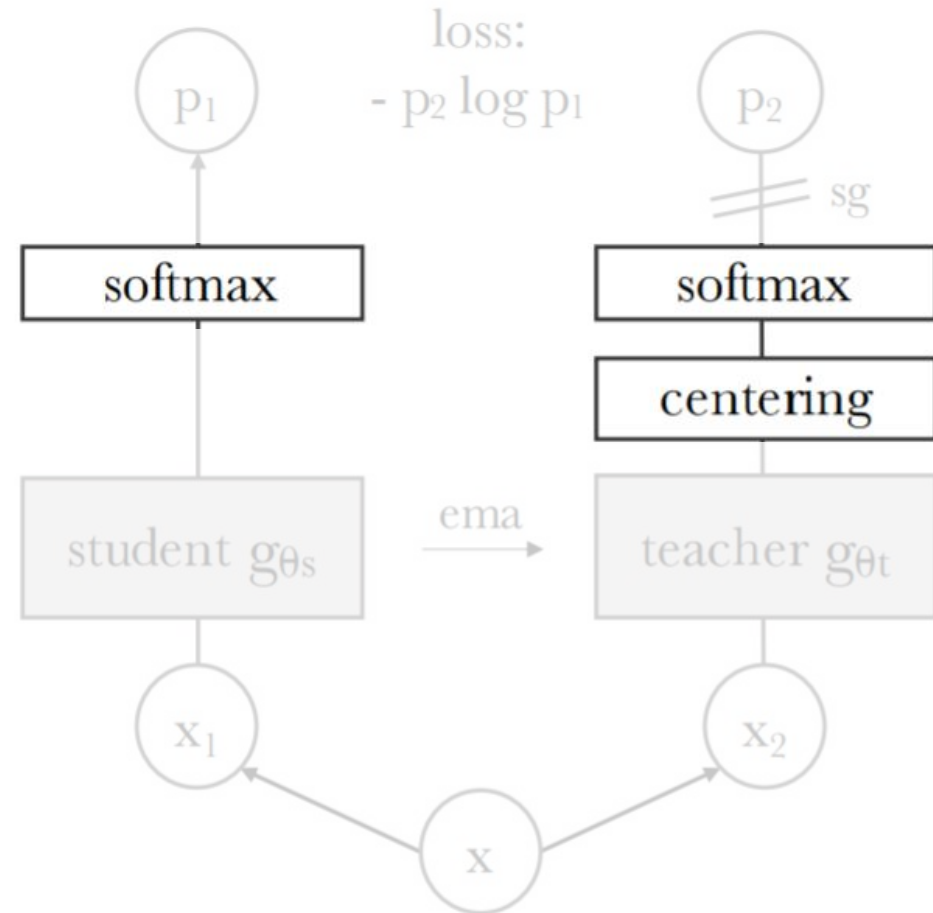 loss:
- p₂ log p₁
p₁
p₂
sg
softmax
softmax
centering
student gθs
ema
teacher gθt
x₁
x₂
x